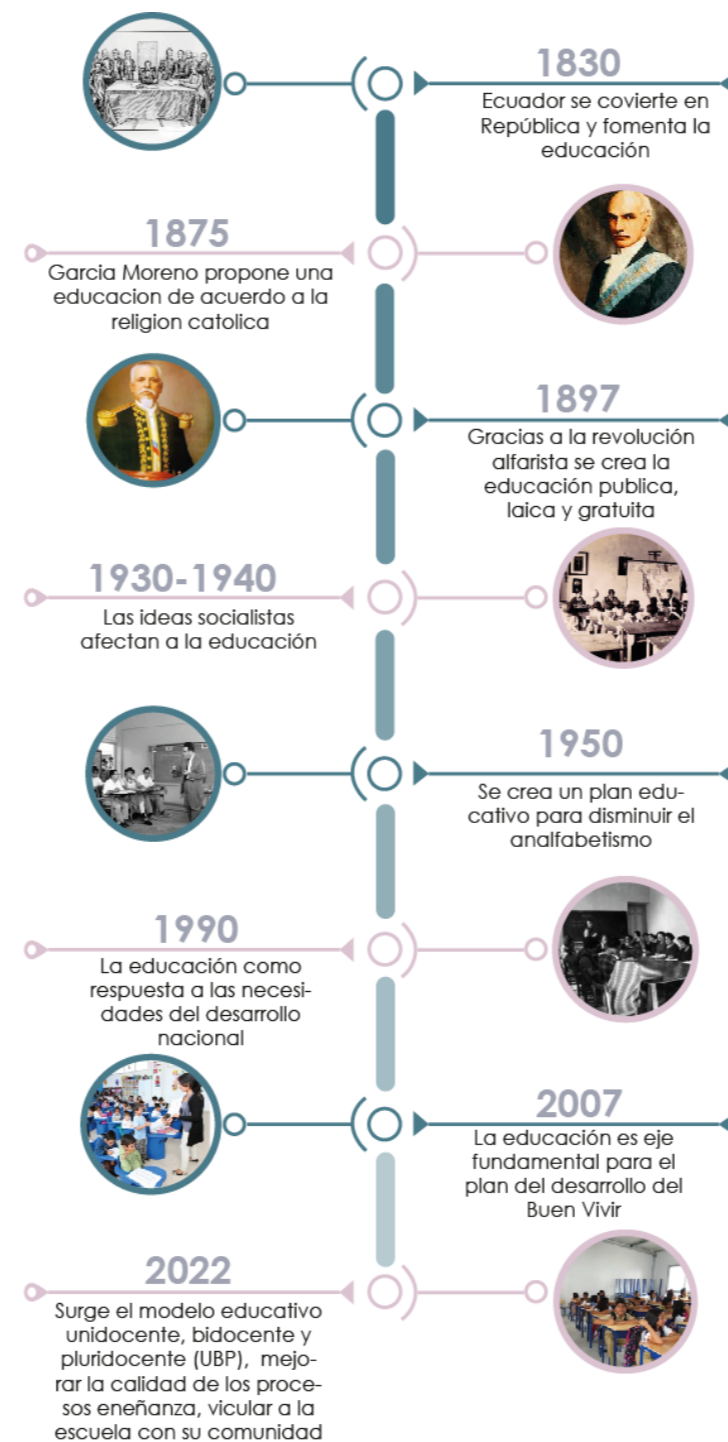 1830
Ecuador se covierte en
República y fomenta la
educación
1875
Garcia Moreno propone una
educacion de acuerdo a la
religion catolica
1897
Gracias a la revolución
alfarista se crea la
educación publica,
laica y gratuita
1930-1940
Las ideas socialistas
afectan a la educación
1950
Se crea un plan edu-
cativo para disminuir el
analfabetismo
1990
La educación como
respuesta a las necesi-
dades del desarrollo
nacional
2007
La educación es eje
fundamental para el
plan del desarrollo del
Buen Vivir
2022
Surge el modelo educativo
unidocente, bidocente y
pluridocente (UBP), mejo-
rar la calidad de los proce-
sos eneñanza, vicular a la
escuela con su comunidad